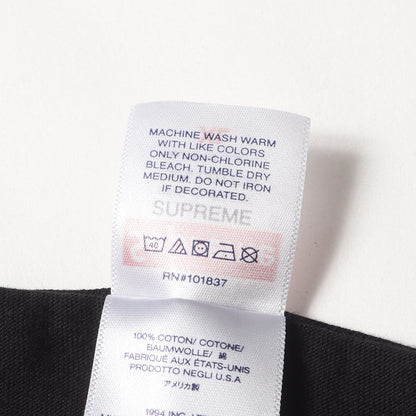 MACHINE WASH WARM
WITH LIKE COLORS
ONLY NON-CHLORINE
BLEACH. TUMBLE DRY
MEDIUM. DO NOT IRON
IF DECORATED.
SUPREME
40
RN#101837
100% COTTON/ COTONE/
BAUMWOLLE/ 綿
FABRIQUÉ AUX ÉTATS-UNIS
PRODOTTO NEGLI U.S.A
アメリカ製
1994 INC.